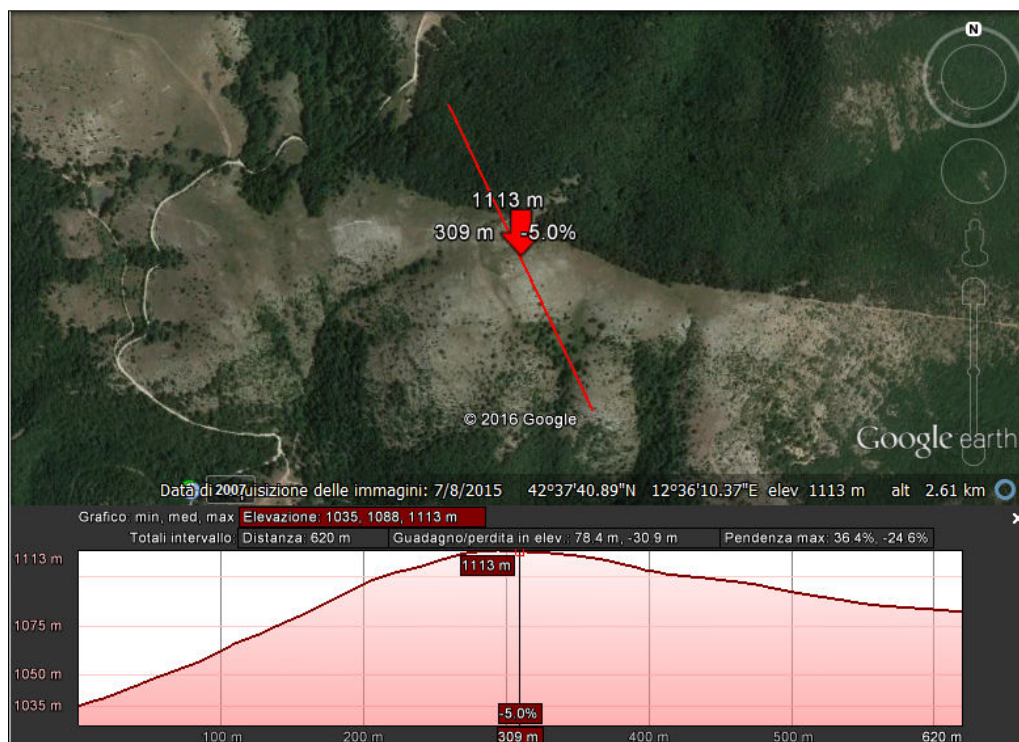 N
1113 m
309 m -5.0%
© 2016 Google
Google earth
2007
Data di acquisizione delle immagini: 7/8/2015 42°37'40.89"N 12°36'10.37"E elev 1113 m alt 2.61 km
Grafico: min, med, max Elevazione: 1035, 1088, 1113 m
Totali intervallo: Distanza: 620 m Guadagno/perdita in elev.: 78.4 m, -30.9 m Pendenza max: 36.4%, -24.6%
1113 m
1113 m
1075 m
1050 m
1035 m
-5.0%
100 m 200 m 309 m 400 m 500 m 620 m